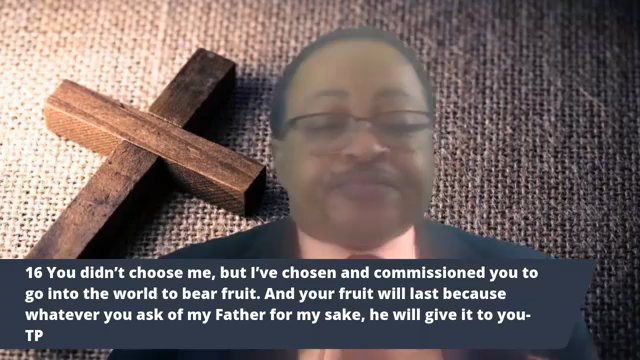 16 You didn’t choose me, but I’ve chosen and commissioned you to
go into the world to bear fruit. And your fruit will last because
whatever you ask of my Father for my sake, he will give it to you-
TP